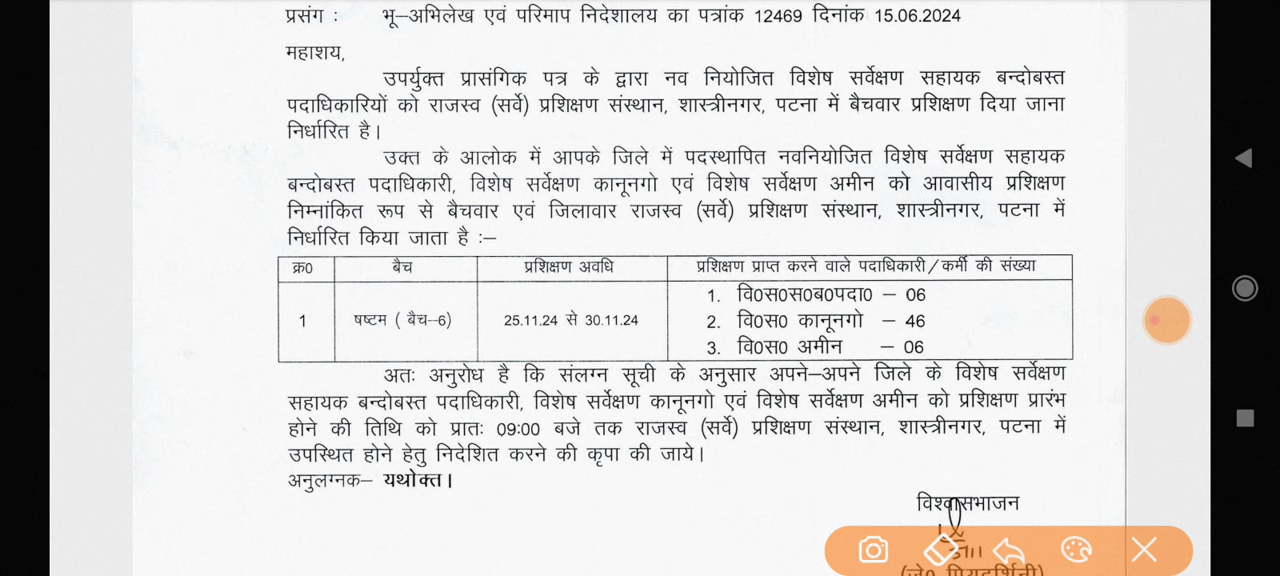 प्रसंग : भू–अभिलेख एवं परिमाप निदेशालय का पत्रांक 12469 दिनांक 15.06.2024
महाशय,
उपर्युक्त प्रासंगिक पत्र के द्वारा नव नियोजित विशेष सर्वेक्षण सहायक बन्दोबस्त
पदाधिकारियों को राजस्व (सर्वे) प्रशिक्षण संस्थान, शास्त्रीनगर, पटना में बैचवार प्रशिक्षण दिया जाना
निर्धारित है।
उक्त के आलोक में आपके जिले में पदस्थापित नवनियोजित विशेष सर्वेक्षण सहायक
बन्दोबस्त पदाधिकारी, विशेष सर्वेक्षण कानूनगो एवं विशेष सर्वेक्षण अमीन को आवासीय प्रशिक्षण
निम्नांकित रूप से बैचवार एवं जिलावार राजस्व (सर्वे) प्रशिक्षण संस्थान, शास्त्रीनगर, पटना में
निर्धारित किया जाता है :–
क्र0 बैच प्रशिक्षण अवधि प्रशिक्षण प्राप्त करने वाले पदाधिकारी/कर्मी की संख्या
1 षष्टम ( बैच–6) 25.11.24 से 30.11.24
1. वि0स0स0ब0पदा0 – 06
2. वि0स0 कानूनगो – 46
3. वि0स0 अमीन – 06
अतः अनुरोध है कि संलग्न सूची के अनुसार अपने–अपने जिले के विशेष सर्वेक्षण
सहायक बन्दोबस्त पदाधिकारी, विशेष सर्वेक्षण कानूनगो एवं विशेष सर्वेक्षण अमीन को प्रशिक्षण प्रारंभ
होने की तिथि को प्रातः 09:00 बजे तक राजस्व (सर्वे) प्रशिक्षण संस्थान, शास्त्रीनगर, पटना में
उपस्थित होने हेतु निदेशित करने की कृपा की जाये।
अनुलग्नक– यथोक्त।
विश्वासभाजन